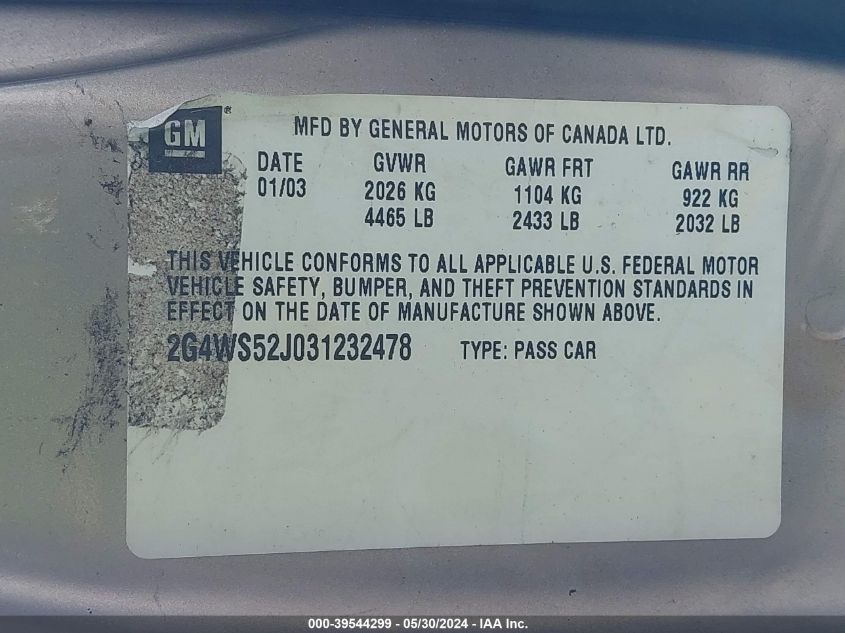 GM ®
MFD BY GENERAL MOTORS OF CANADA LTD.
DATE GVWR GAWR FRT GAWR RR
01/03 2026 KG 1104 KG 922 KG
4465 LB 2433 LB 2032 LB
THIS VEHICLE CONFORMS TO ALL APPLICABLE U.S. FEDERAL MOTOR
VEHICLE SAFETY, BUMPER, AND THEFT PREVENTION STANDARDS IN
EFFECT ON THE DATE OF MANUFACTURE SHOWN ABOVE.
2G4WS52J031232478 TYPE: PASS CAR
000-39544299 - 05/30/2024 - IAA Inc.